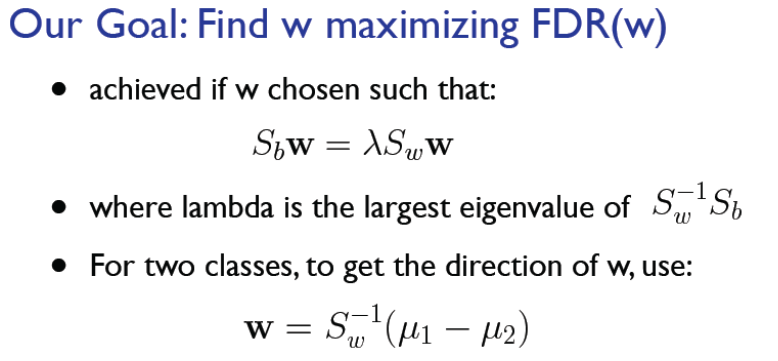 Our Goal: Find w maximizing FDR(w)
• achieved if w chosen such that:
$S_b\mathbf{w} = \lambda S_w\mathbf{w}$
• where lambda is the largest eigenvalue of $S_w^{-1}S_b$
• For two classes, to get the direction of w, use:
$\mathbf{w} = S_w^{-1}(\mu_1 - \mu_2)$